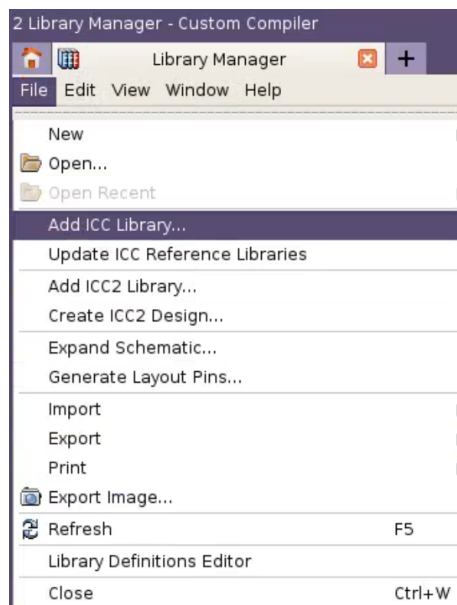 2 Library Manager - Custom Compiler
Library Manager
File Edit View Window Help
New
Open...
Open Recent
Add ICC Library...
Update ICC Reference Libraries
Add ICC2 Library...
Create ICC2 Design...
Expand Schematic...
Generate Layout Pins...
Import
Export
Print
Export Image...
Refresh F5
Library Definitions Editor
Close Ctrl+W